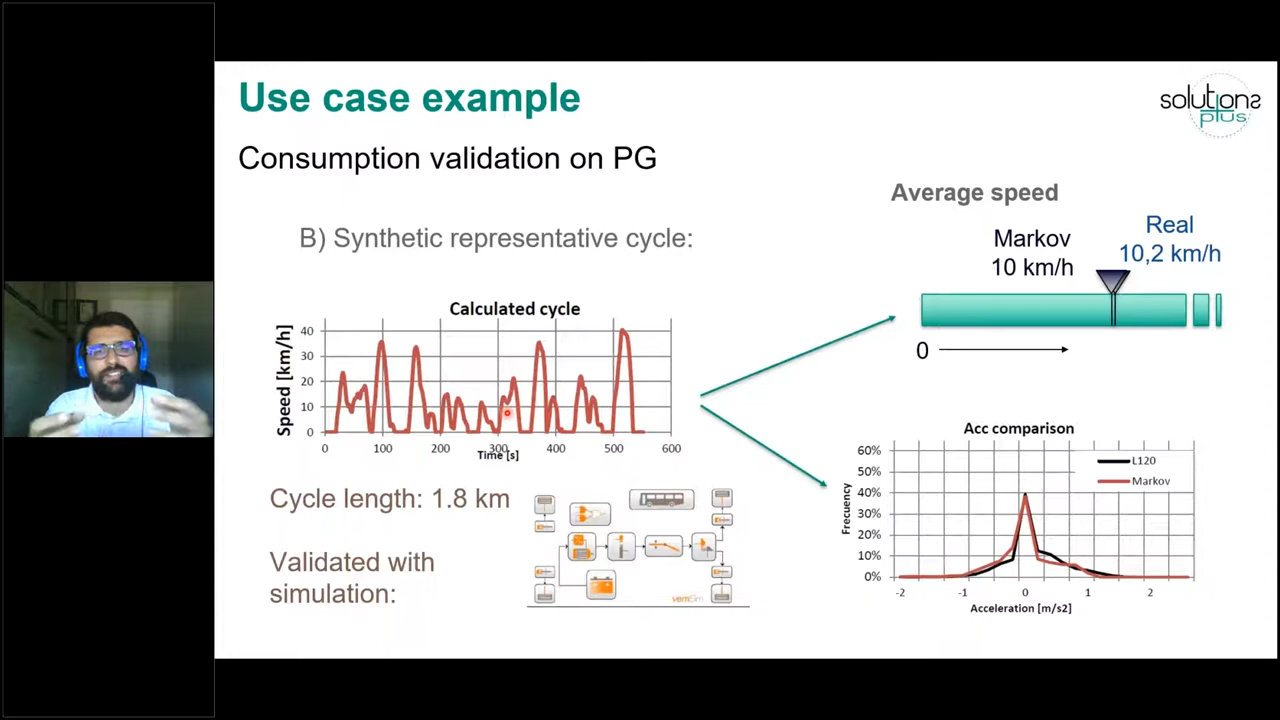 Use case example
solutions
plus
Consumption validation on PG
Average speed
B) Synthetic representative cycle:
Markov
10 km/h
Real
10,2 km/h
0
Calculated cycle
Speed [km/h]
40
30
20
10
0
0 100 200 300 400 500 600
Time [s]
Acc comparison
Frecuency
60%
50%
40%
30%
20%
10%
0%
L120
Markov
-2 -1 0 1 2
Acceleration [m/s2]
Cycle length: 1.8 km
Validated with
simulation:
vemSim